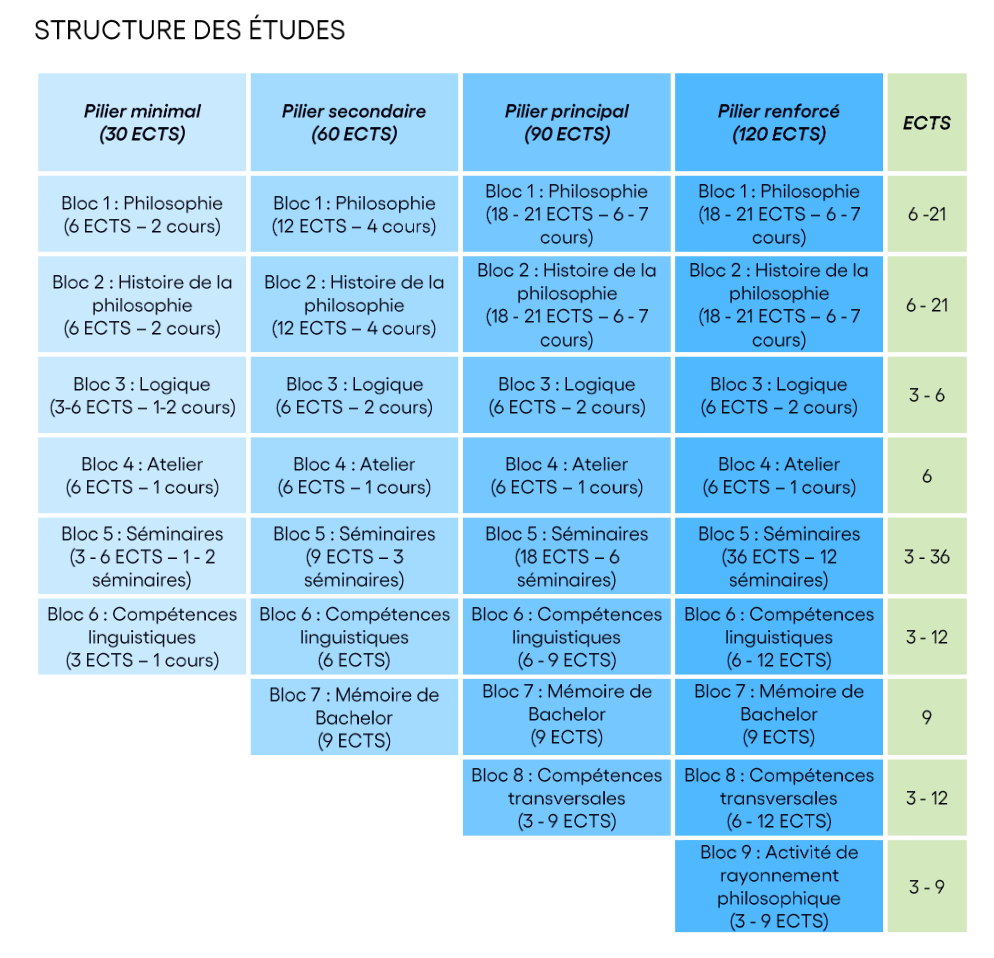 STRUCTURE DES ÉTUDES
Pilier minimal
(30 ECTS)
Pilier secondaire
(60 ECTS)
Pilier principal
(90 ECTS)
Pilier renforcé
(120 ECTS)
ECTS
Bloc 1 : Philosophie
(6 ECTS – 2 cours)
Bloc 1 : Philosophie
(12 ECTS – 4 cours)
Bloc 1 : Philosophie
(18 - 21 ECTS – 6 - 7
cours)
Bloc 1 : Philosophie
(18 - 21 ECTS – 6 - 7
cours)
6 -21
Bloc 2 : Histoire de la
philosophie
(6 ECTS – 2 cours)
Bloc 2 : Histoire de la
philosophie
(12 ECTS – 4 cours)
Bloc 2 : Histoire de la
philosophie
(18 - 21 ECTS – 6 - 7
cours)
Bloc 2 : Histoire de la
philosophie
(18 - 21 ECTS – 6 - 7
cours)
6 - 21
Bloc 3 : Logique
(3-6 ECTS – 1-2 cours)
Bloc 3 : Logique
(6 ECTS – 2 cours)
Bloc 3 : Logique
(6 ECTS – 2 cours)
Bloc 3 : Logique
(6 ECTS – 2 cours)
3 - 6
Bloc 4 : Atelier
(6 ECTS – 1 cours)
Bloc 4 : Atelier
(6 ECTS – 1 cours)
Bloc 4 : Atelier
(6 ECTS – 1 cours)
Bloc 4 : Atelier
(6 ECTS – 1 cours)
6
Bloc 5 : Séminaires
(3 - 6 ECTS – 1 - 2
séminaires)
Bloc 5 : Séminaires
(9 ECTS – 3
séminaires)
Bloc 5 : Séminaires
(18 ECTS – 6
séminaires)
Bloc 5 : Séminaires
(36 ECTS – 12
séminaires)
3 - 36
Bloc 6 : Compétences
linguistiques
(3 ECTS – 1 cours)
Bloc 6 : Compétences
linguistiques
(6 ECTS)
Bloc 6 : Compétences
linguistiques
(6 - 9 ECTS)
Bloc 6 : Compétences
linguistiques
(6 - 12 ECTS)
3 - 12
Bloc 7 : Mémoire de
Bachelor
(9 ECTS)
Bloc 7 : Mémoire de
Bachelor
(9 ECTS)
Bloc 7 : Mémoire de
Bachelor
(9 ECTS)
9
Bloc 8 : Compétences
transversales
(3 - 9 ECTS)
Bloc 8 : Compétences
transversales
(6 - 12 ECTS)
3 - 12
Bloc 9 : Activité de
rayonnement
philosophique
(3 - 9 ECTS)
3 - 9